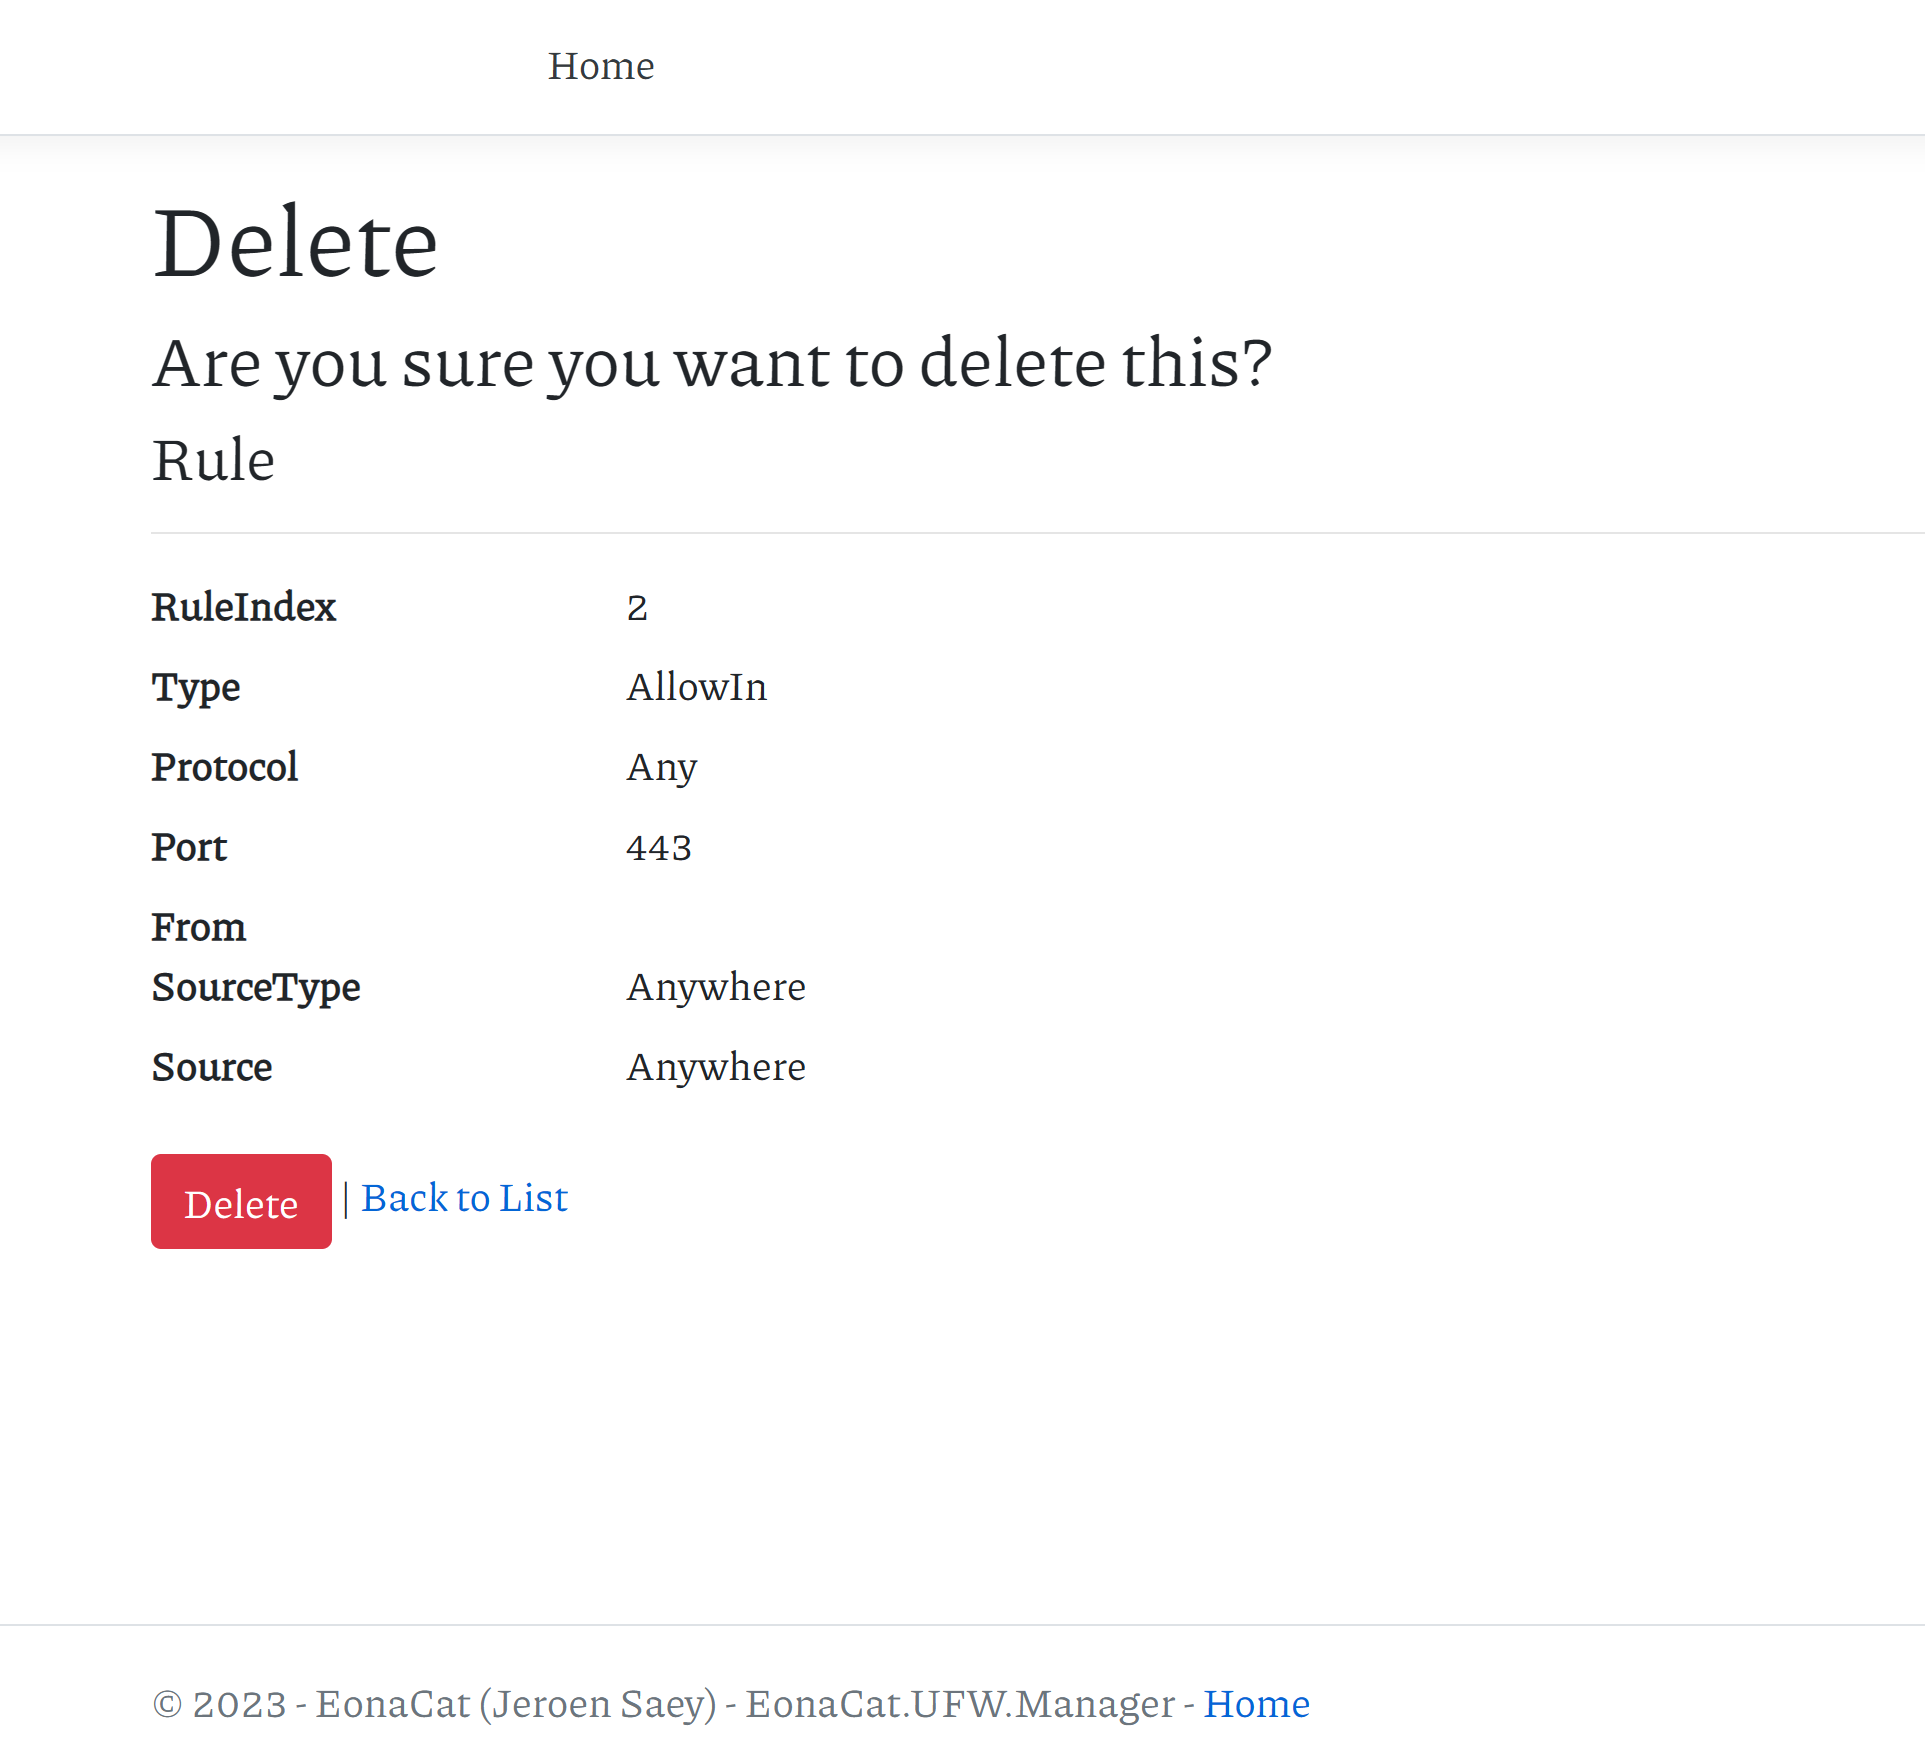 Home
Delete
Are you sure you want to delete this?
Rule
RuleIndex 2
Type AllowIn
Protocol Any
Port 443
From
SourceType Anywhere
Source Anywhere
Delete | Back to List
© 2023 - EonaCat (Jeroen Saey) - EonaCat.UFW.Manager - Home